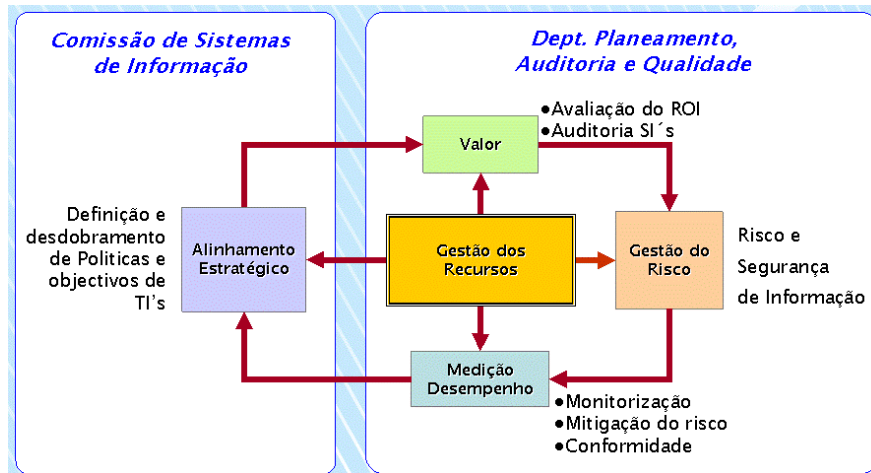 Comissão de Sistemas
de Informação
Dept. Planeamento,
Auditoria e Qualidade
●Avaliação do ROI
●Auditoria SI´s
Valor
Definição e
desdobramento
de Politicas e
objectivos de
TI's
Alinhamento
Estratégico
Gestão dos
Recursos
Gestão do
Risco
Risco e
Segurança
de Informação
Medição
Desempenho
●Monitorização
●Mitigação do risco
●Conformidade